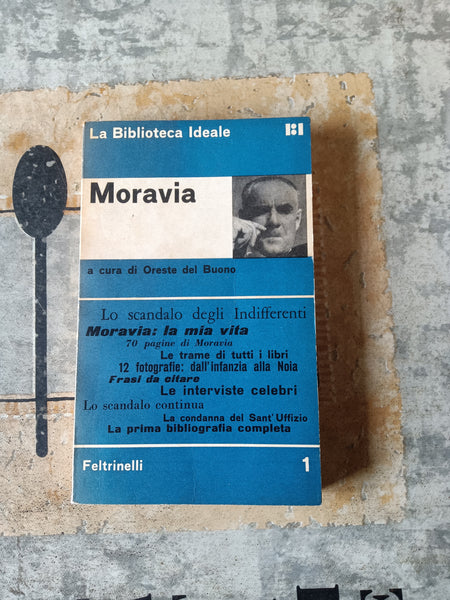 La Biblioteca Ideale
Moravia
a cura di Oreste del Buono
Lo scandalo degli Indifferenti
Moravia: la mia vita
70 pagine di Moravia
Le trame di tutti i libri
12 fotografie: dall'infanzia alla Noia
Frasi da citare
Le interviste celebri
Lo scandalo continua
La condanna del Sant'Uffizio
La prima bibliografia completa
Feltrinelli 1